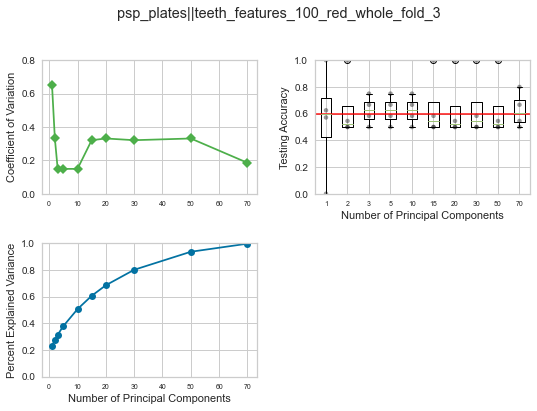 psp_plates||teeth_features_100_red_whole_fold_3
Coefficient of Variation
0.8
0.6
0.4
0.2
0.0
0 10 20 30 40 50 60 70
Testing Accuracy
1.0
0.8
0.6
0.4
0.2
0.0
1 2 3 5 10 15 20 30 50 70
Number of Principal Components
Percent Explained Variance
1.0
0.8
0.6
0.4
0.2
0.0
0 10 20 30 40 50 60 70
Number of Principal Components